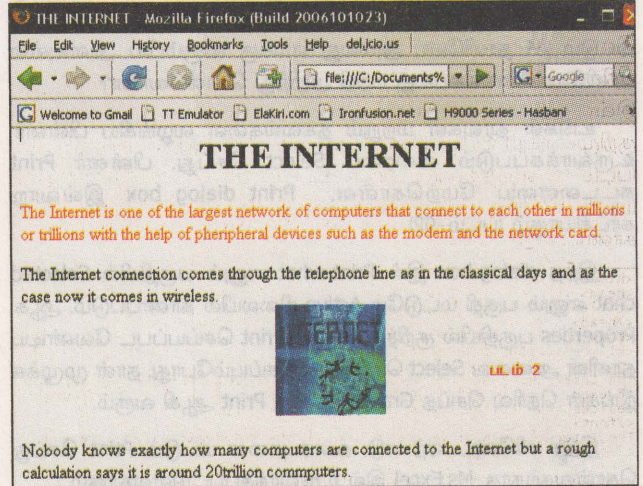 THE INTERNET - Mozilla Firefox (Build 2006101023)
File Edit View History Bookmarks Tools Help del.icio.us
file:///C:/Documents% G Google
G Welcome to Gmail TT Emulator ElaKiri.com Ironfusion.net H9000 Series - Hasbani
THE INTERNET
The Internet is one of the largest network of computers that connect to each other in millions
or trillions with the help of pheripheral devices such as the modem and the network card.
The Internet connection comes through the telephone line as in the classical days and as the
case now it comes in wireless.
படம் 2
Nobody knows exactly how many computers are connected to the Internet but a rough
calculation says it is around 20trillion commputers.